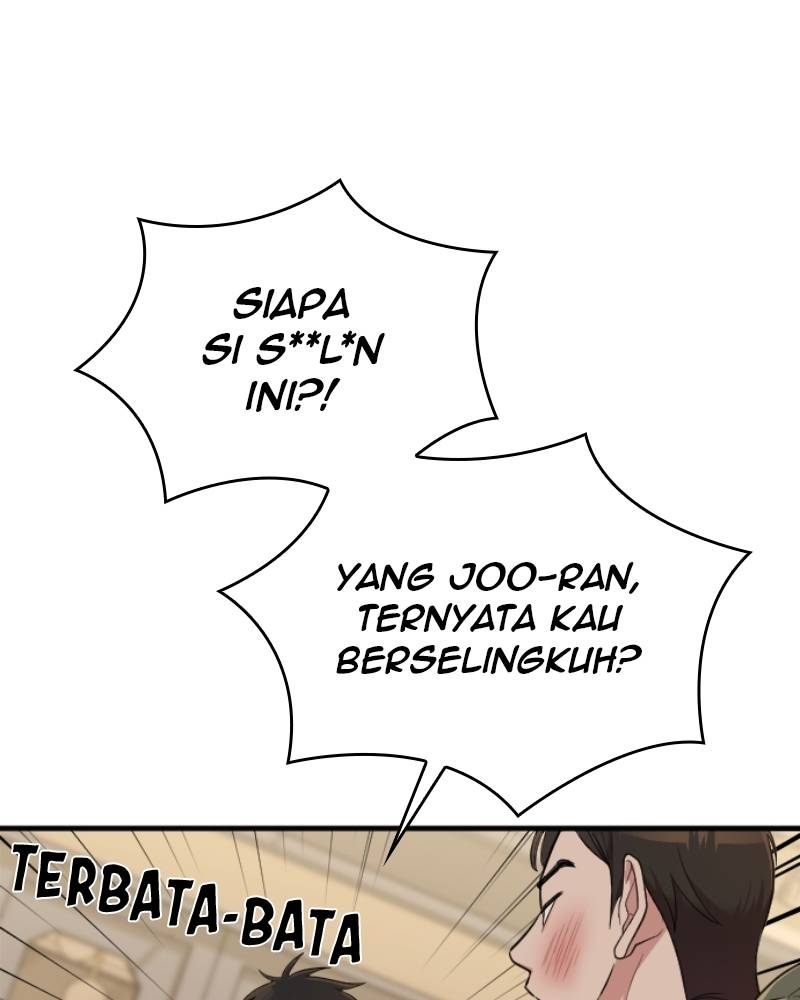 SIAPA
SI S**L*N
INI?!
YANG JOO-RAN,
TERNYATA KAU
BERSELINGKUH?
TERBATA-BATA